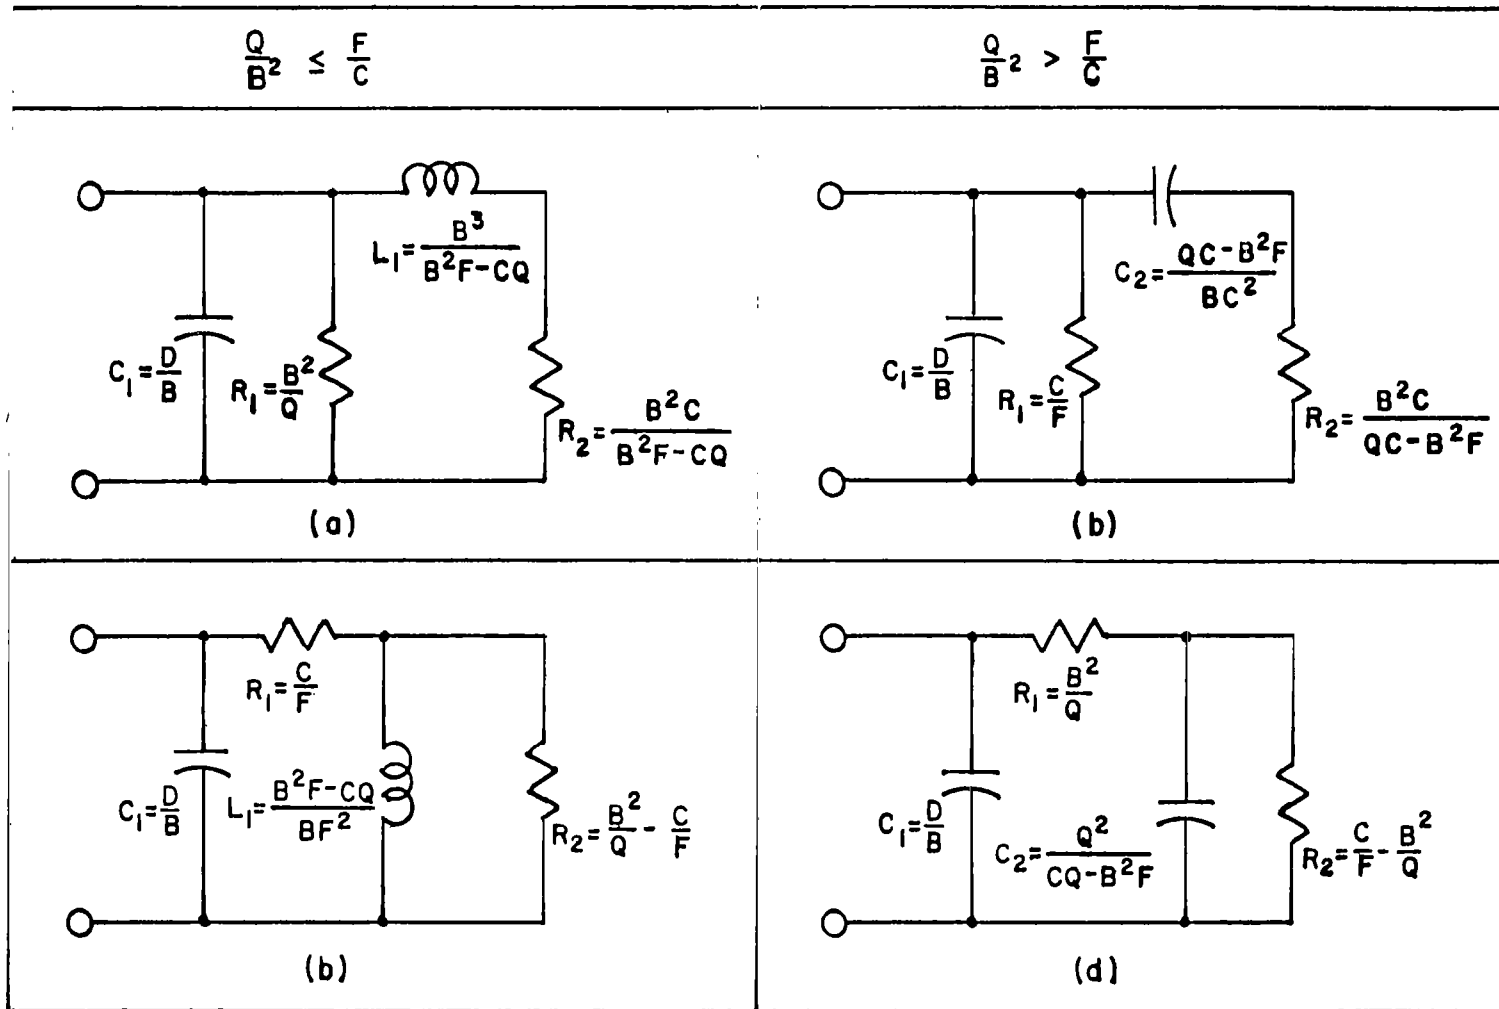 Q/B² ≤ F/C
Q/B² > F/C
L₁=B³/(B²F-CQ)
C₁=D/B
R₁=B²/Q
R₂=B²C/(B²F-CQ)
(a)
C₂=(QC-B²F)/(BC²)
C₁=D/B
R₁=C/F
R₂=B²C/(QC-B²F)
(b)
R₁=C/F
C₁=D/B
L₁=(B²F-CQ)/(BF²)
R₂=B²/Q-C/F
(b)
R₁=B²/Q
C₁=D/B
C₂=Q²/(CQ-B²F)
R₂=C/F-B²/Q
(d)